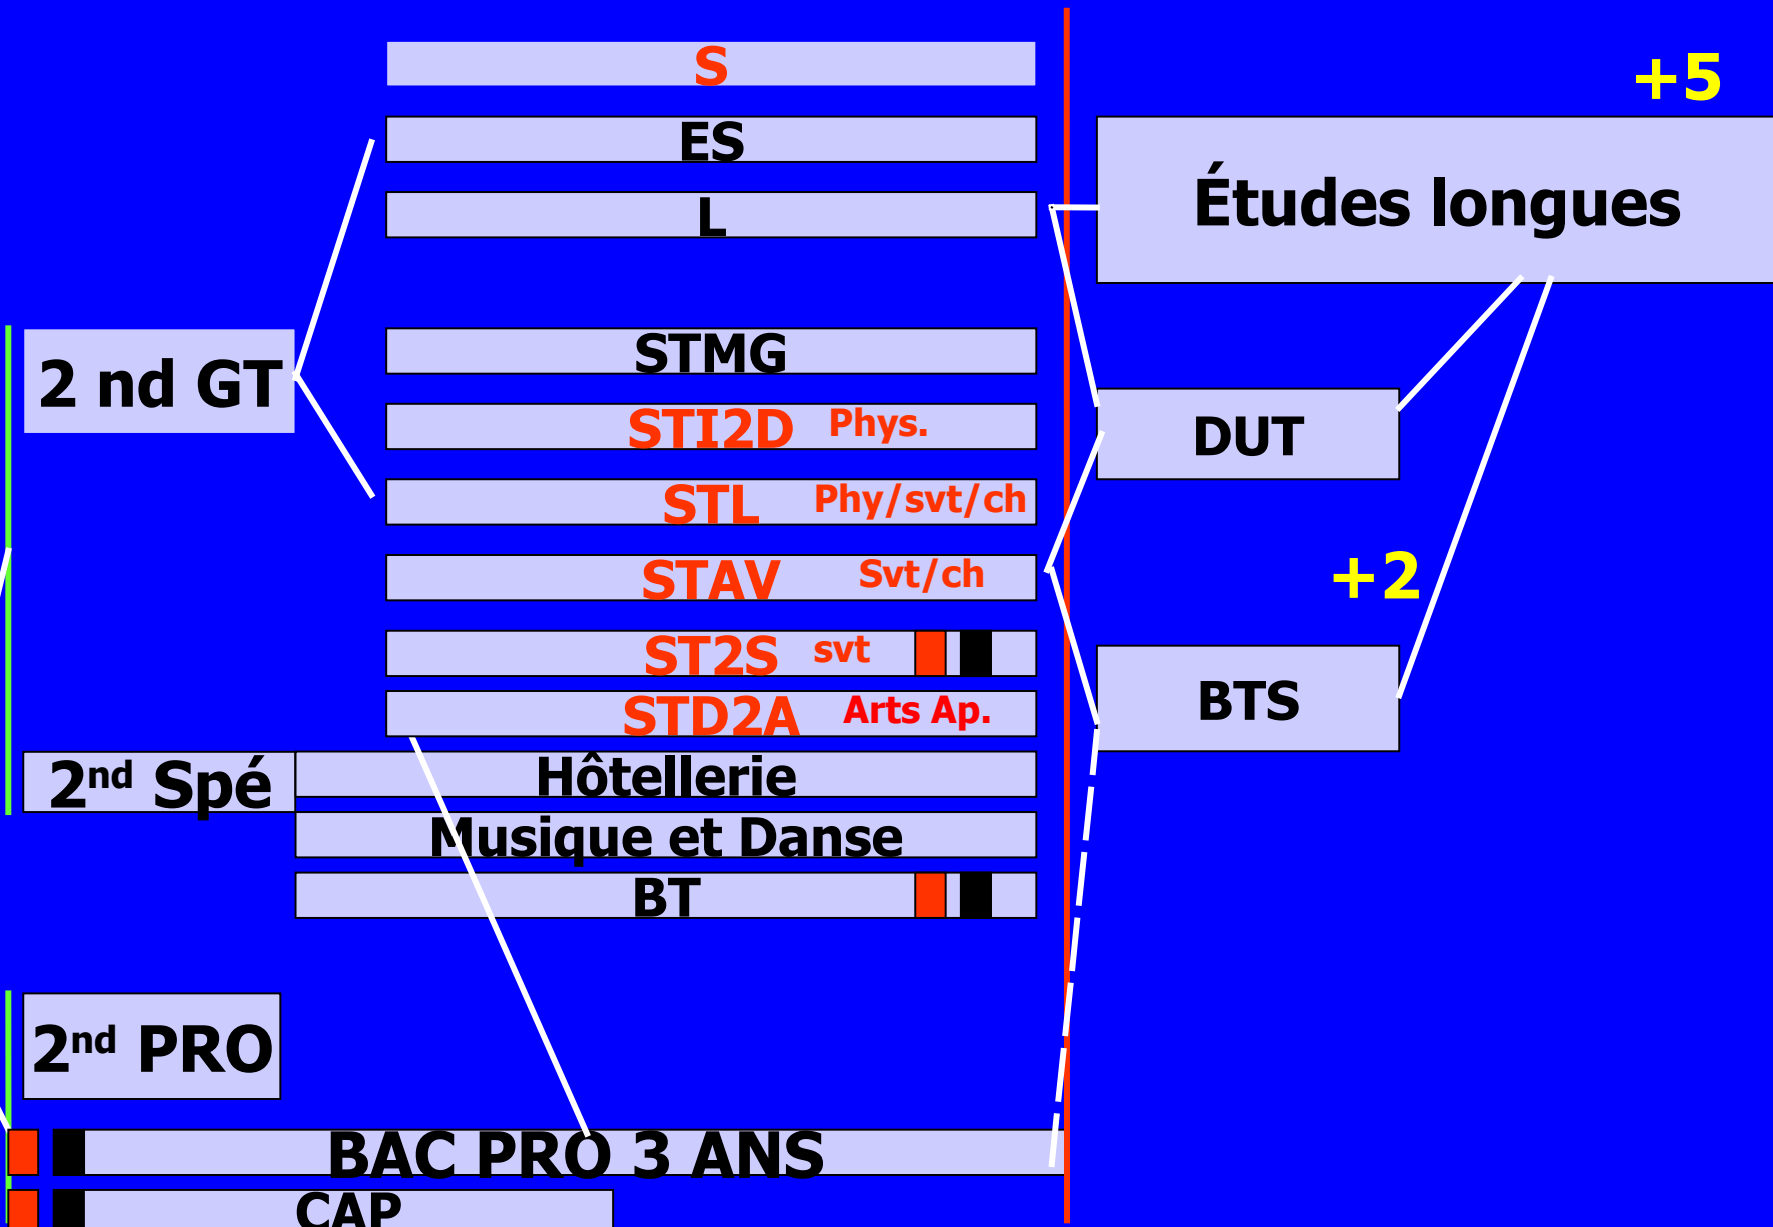 S
+5
ES
Études longues
L
2 nd GT
STMG
STI2D Phys.
DUT
STL Phy/svt/ch
STAV Svt/ch
+2
ST2S svt
BTS
STD2A Arts Ap.
2nd Spé
Hôtellerie
Musique et Danse
BT
2nd PRO
BAC PRO 3 ANS
CAP